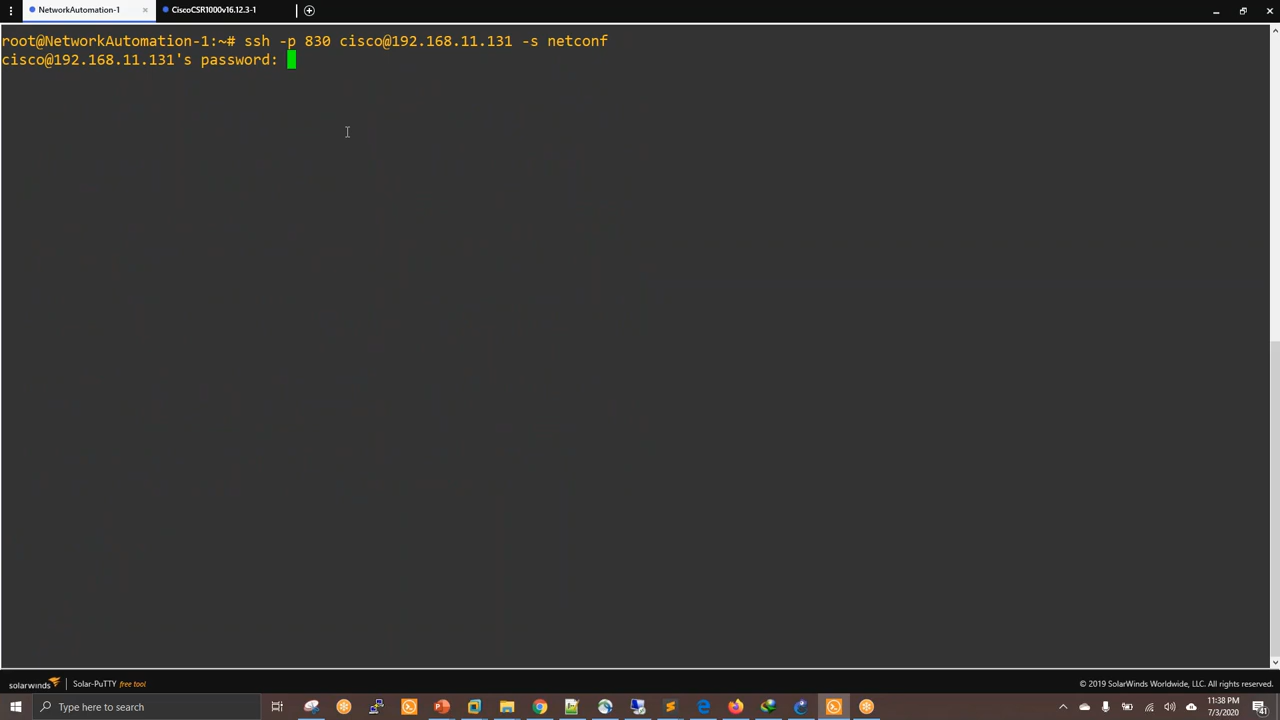 NetworkAutomation-1
CiscoCSR1000v16.12.3-1
root@NetworkAutomation-1:~# ssh -p 830 cisco@192.168.11.131 -s netconf
cisco@192.168.11.131's password:
solarwinds Solar-PuTTY free tool
© 2019 SolarWinds Worldwide, LLC. All rights reserved.
Type here to search
11:38 PM
7/3/2020
41